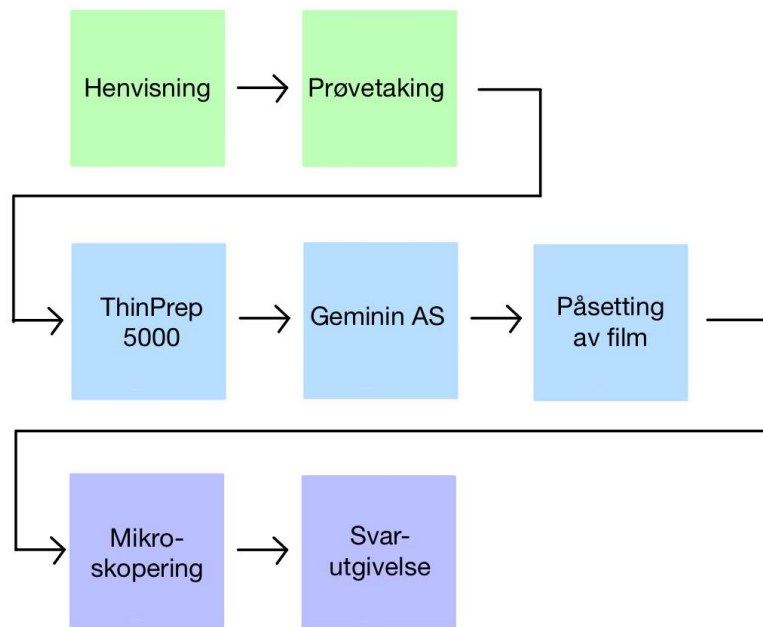 Henvisning
Prøvetaking
ThinPrep
5000
Geminin AS
Påsetting
av film
Mikro-
skopering
Svar-
utgivelse